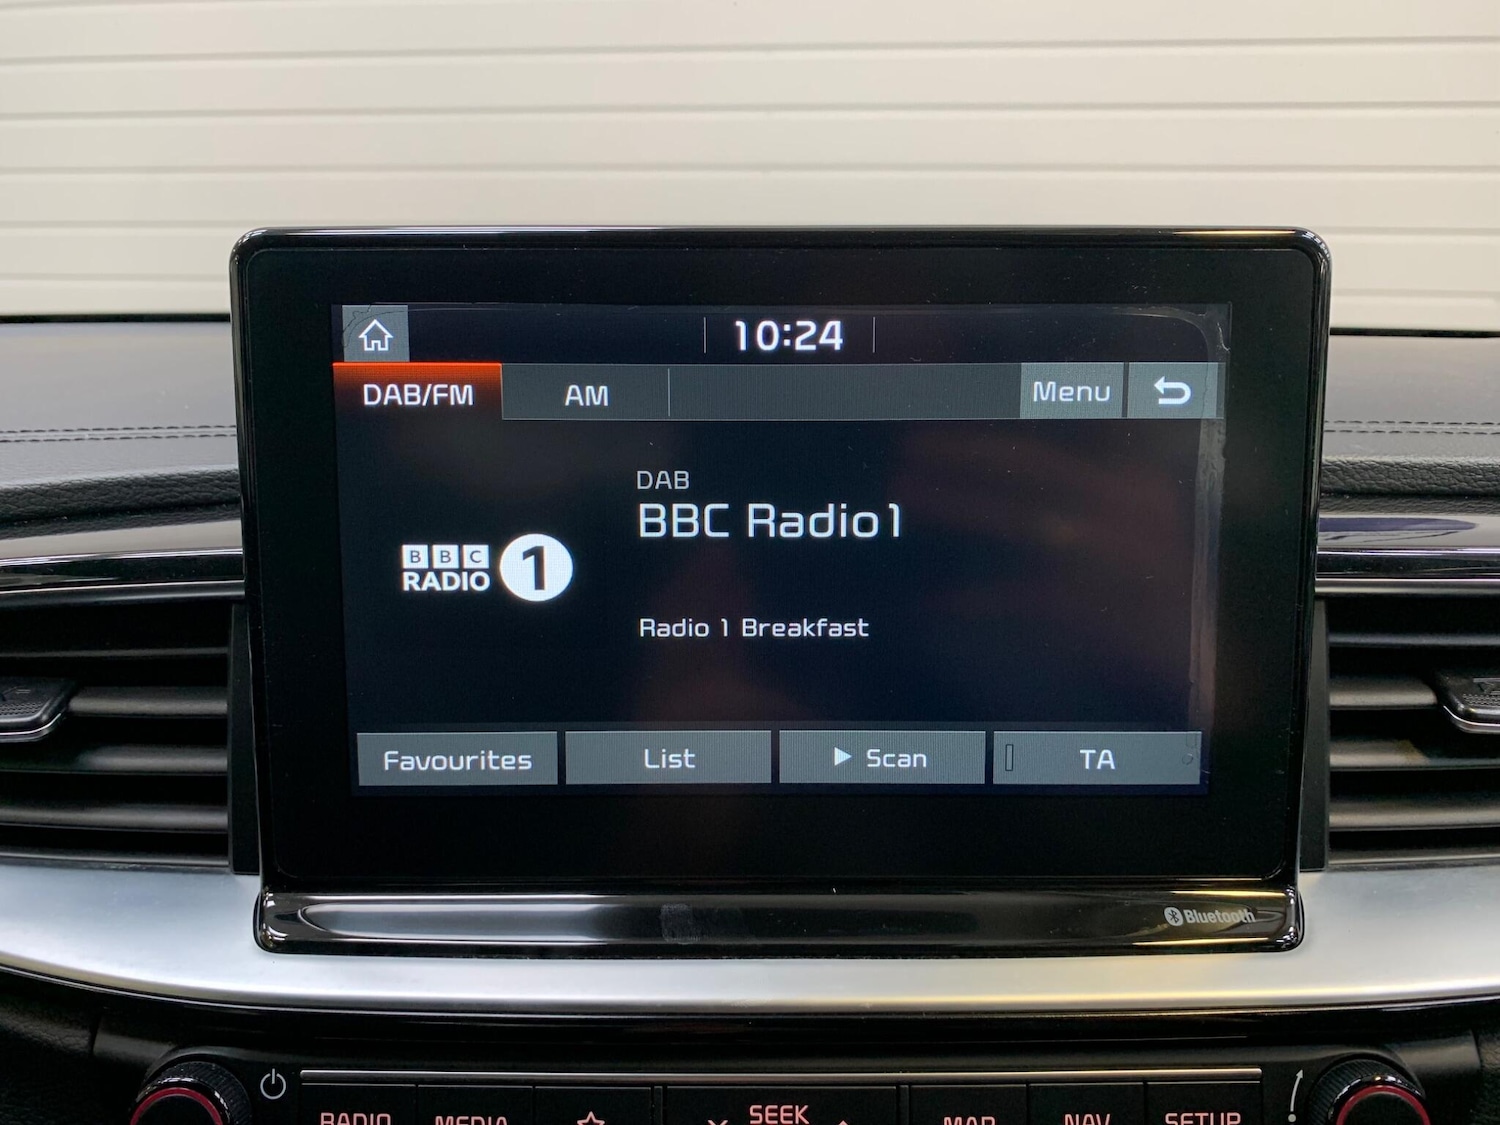 10:24
DAB/FM AM Menu
DAB
BBC Radio 1
BBC
RADIO 1
Radio 1 Breakfast
Favourites List Scan TA
Bluetooth
RADIO MEDIA SEEK MAP NAV SETUP